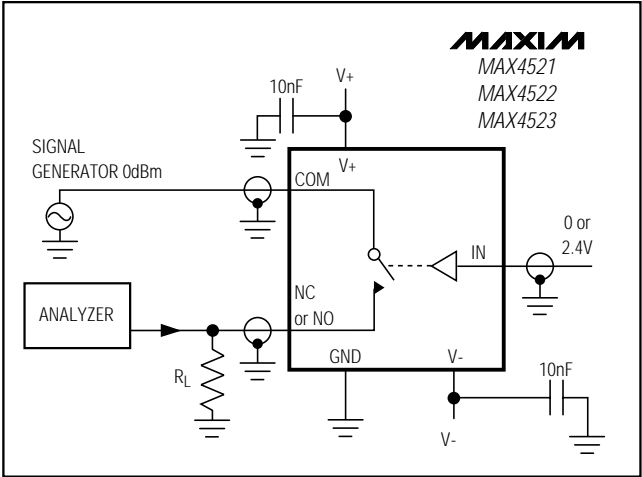 MAXIM
MAX4521
MAX4522
MAX4523
10nF
V+
SIGNAL
GENERATOR 0dBm
V+
COM
0 or
2.4V
IN
NC
or NO
ANALYZER
GND
V-
10nF
RL
V-